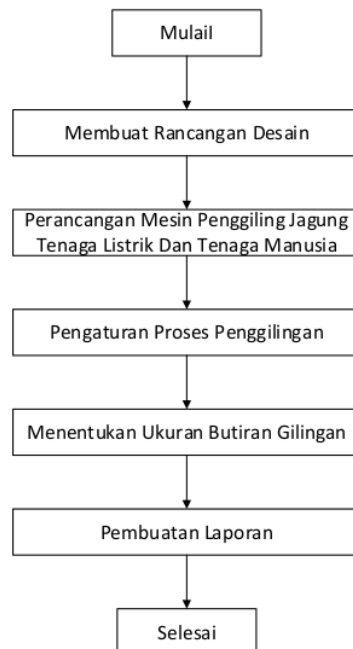 Mulail
Membuat Rancangan Desain
Perancangan Mesin Penggiling Jagung
Tenaga Listrik Dan Tenaga Manusia
Pengaturan Proses Penggilingan
Menentukan Ukuran Butiran Gilingan
Pembuatan Laporan
Selesai